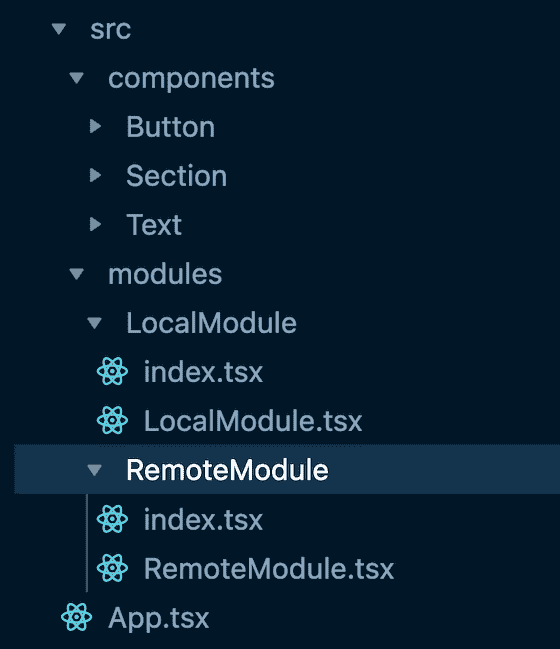 src
components
Button
Section
Text
modules
LocalModule
index.tsx
LocalModule.tsx
RemoteModule
index.tsx
RemoteModule.tsx
App.tsx